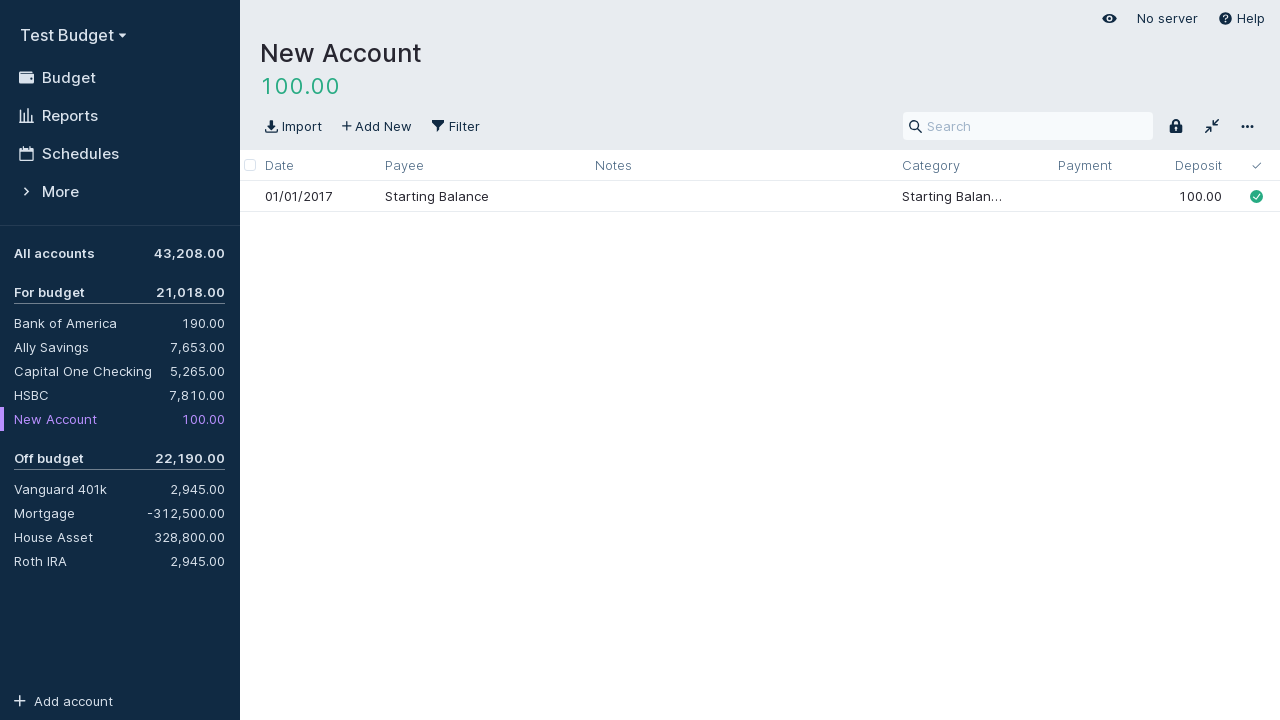 Test Budget
Budget
Reports
Schedules
More
All accounts 43,208.00
For budget 21,018.00
Bank of America 190.00
Ally Savings 7,653.00
Capital One Checking 5,265.00
HSBC 7,810.00
New Account 100.00
Off budget 22,190.00
Vanguard 401k 2,945.00
Mortgage -312,500.00
House Asset 328,800.00
Roth IRA 2,945.00
Add account
No server Help
New Account
100.00
Import Add New Filter Search
Date Payee Notes Category Payment Deposit
01/01/2017 Starting Balance Starting Balan… 100.00